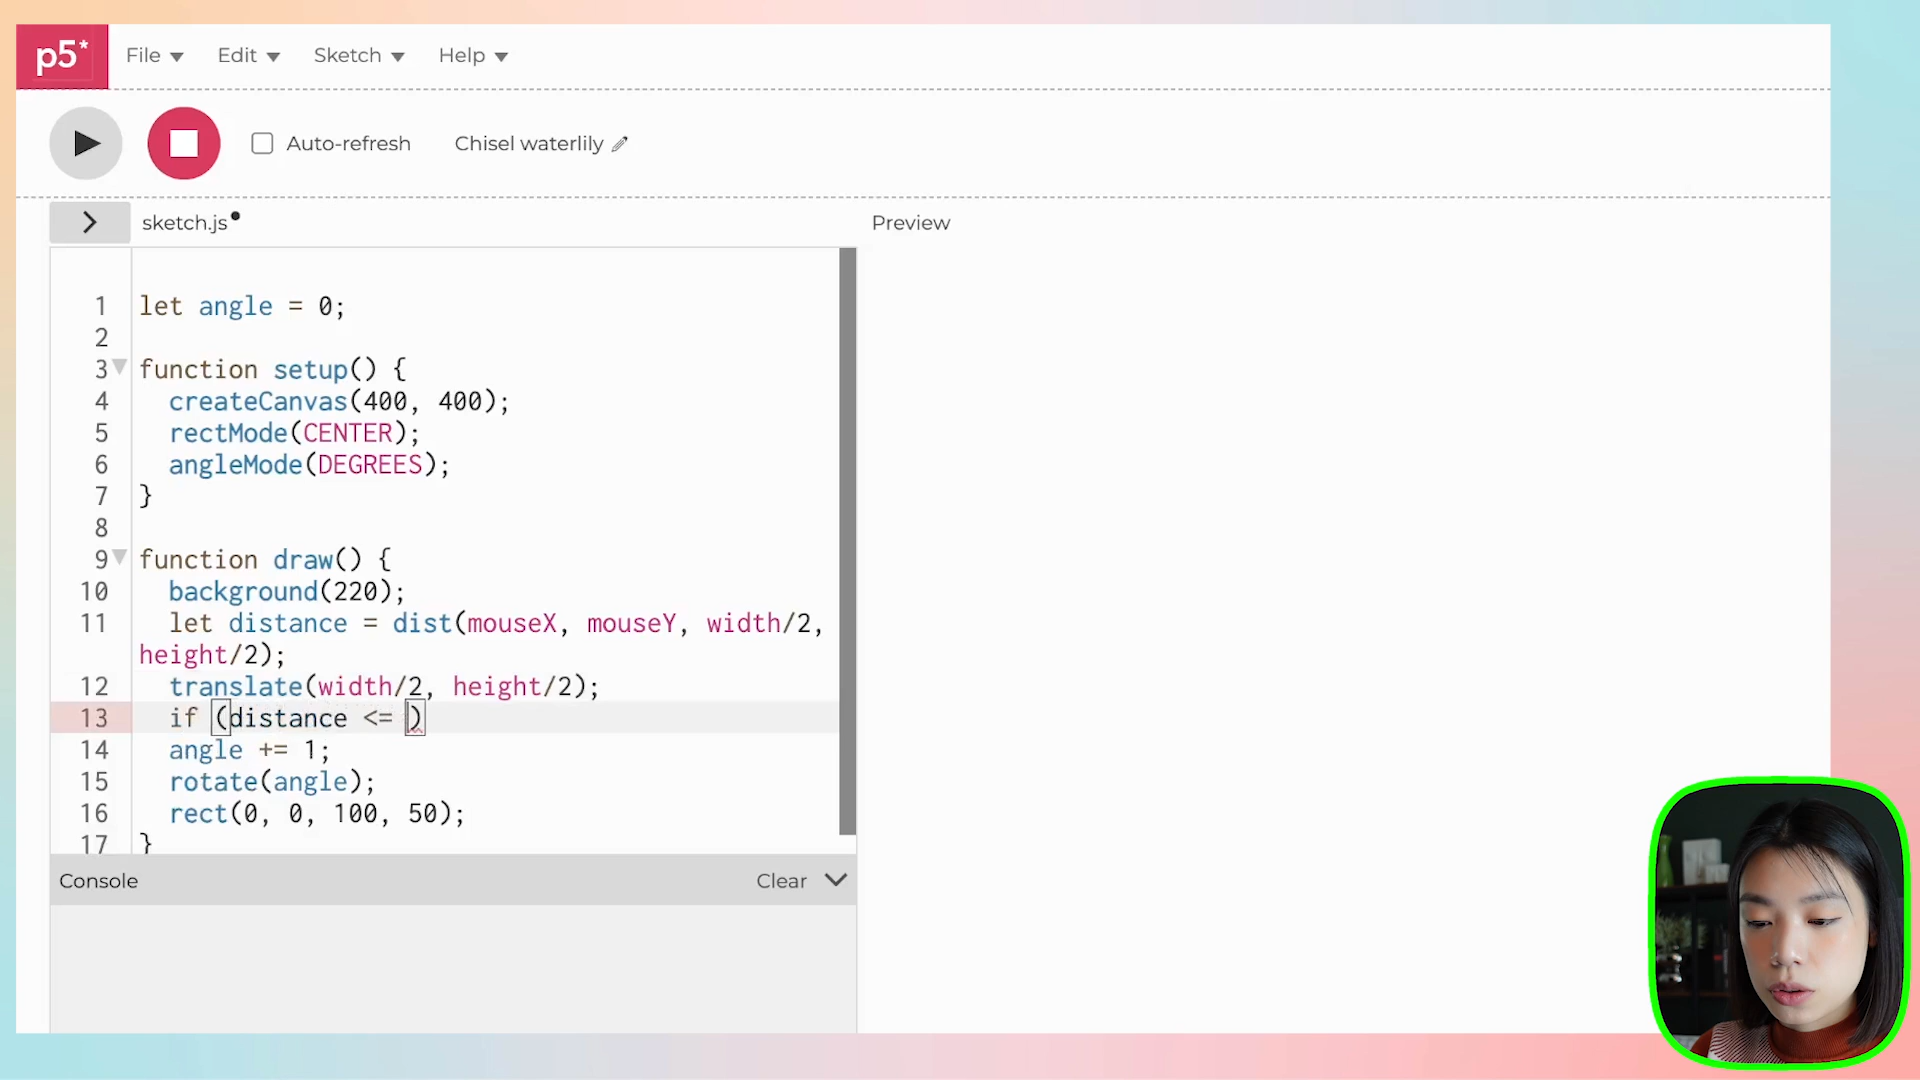 p5*
File Edit Sketch Help
Auto-refresh Chisel waterlily
sketch.js
Preview
1 let angle = 0;
2
3 function setup() {
4 createCanvas(400, 400);
5 rectMode(CENTER);
6 angleMode(DEGREES);
7 }
8
9 function draw() {
10 background(220);
11 let distance = dist(mouseX, mouseY, width/2,
height/2);
12 translate(width/2, height/2);
13 if (distance <= )
14 angle += 1;
15 rotate(angle);
16 rect(0, 0, 100, 50);
17 }
Console Clear